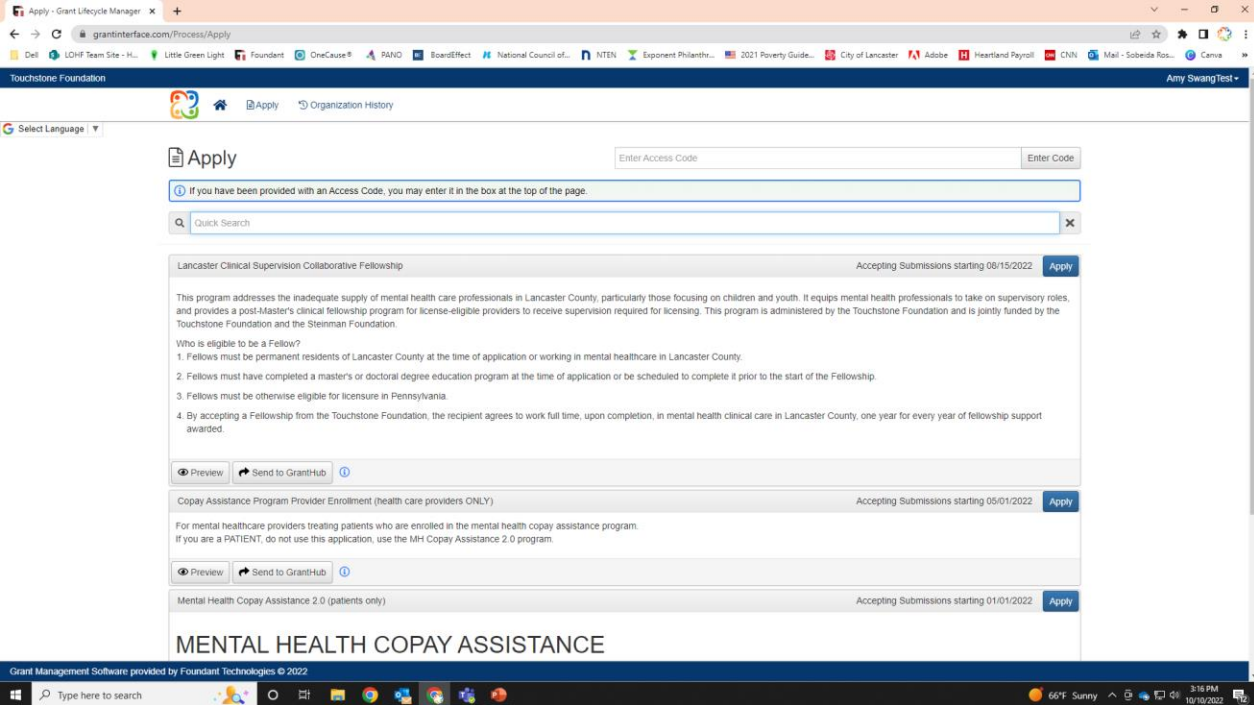 Apply - Grant Lifecycle Manager
grantinterface.com/Process/Apply
Dell LOHF Team Site - H... Little Green Light Foundant OneCause® PANO BoardEffect National Council of... NTEN Exponent Philanthr... 2021 Poverty Guide... City of Lancaster Adobe Heartland Payroll CNN Mail - Sobeida Ros... Canva
Touchstone Foundation Amy SwangTest
Apply Organization History
Select Language
Apply Enter Access Code Enter Code
If you have been provided with an Access Code, you may enter it in the box at the top of the page.
Quick Search
Lancaster Clinical Supervision Collaborative Fellowship Accepting Submissions starting 08/15/2022 Apply
This program addresses the inadequate supply of mental health care professionals in Lancaster County, particularly those focusing on children and youth. It equips mental health professionals to take on supervisory roles,
and provides a post-Master's clinical fellowship program for license-eligible providers to receive supervision required for licensing. This program is administered by the Touchstone Foundation and is jointly funded by the
Touchstone Foundation and the Steinman Foundation.
Who is eligible to be a Fellow?
1. Fellows must be permanent residents of Lancaster County at the time of application or working in mental healthcare in Lancaster County.
2. Fellows must have completed a master's or doctoral degree education program at the time of application or be scheduled to complete it prior to the start of the Fellowship.
3. Fellows must be otherwise eligible for licensure in Pennsylvania.
4. By accepting a Fellowship from the Touchstone Foundation, the recipient agrees to work full time, upon completion, in mental health clinical care in Lancaster County, one year for every year of fellowship support
awarded.
Preview Send to GrantHub
Copay Assistance Program Provider Enrollment (health care providers ONLY) Accepting Submissions starting 05/01/2022 Apply
For mental healthcare providers treating patients who are enrolled in the mental health copay assistance program.
If you are a PATIENT, do not use this application, use the MH Copay Assistance 2.0 program.
Preview Send to GrantHub
Mental Health Copay Assistance 2.0 (patients only) Accepting Submissions starting 01/01/2022 Apply
MENTAL HEALTH COPAY ASSISTANCE
Grant Management Software provided by Foundant Technologies © 2022
Type here to search 66°F Sunny 3:16 PM
10/10/2022